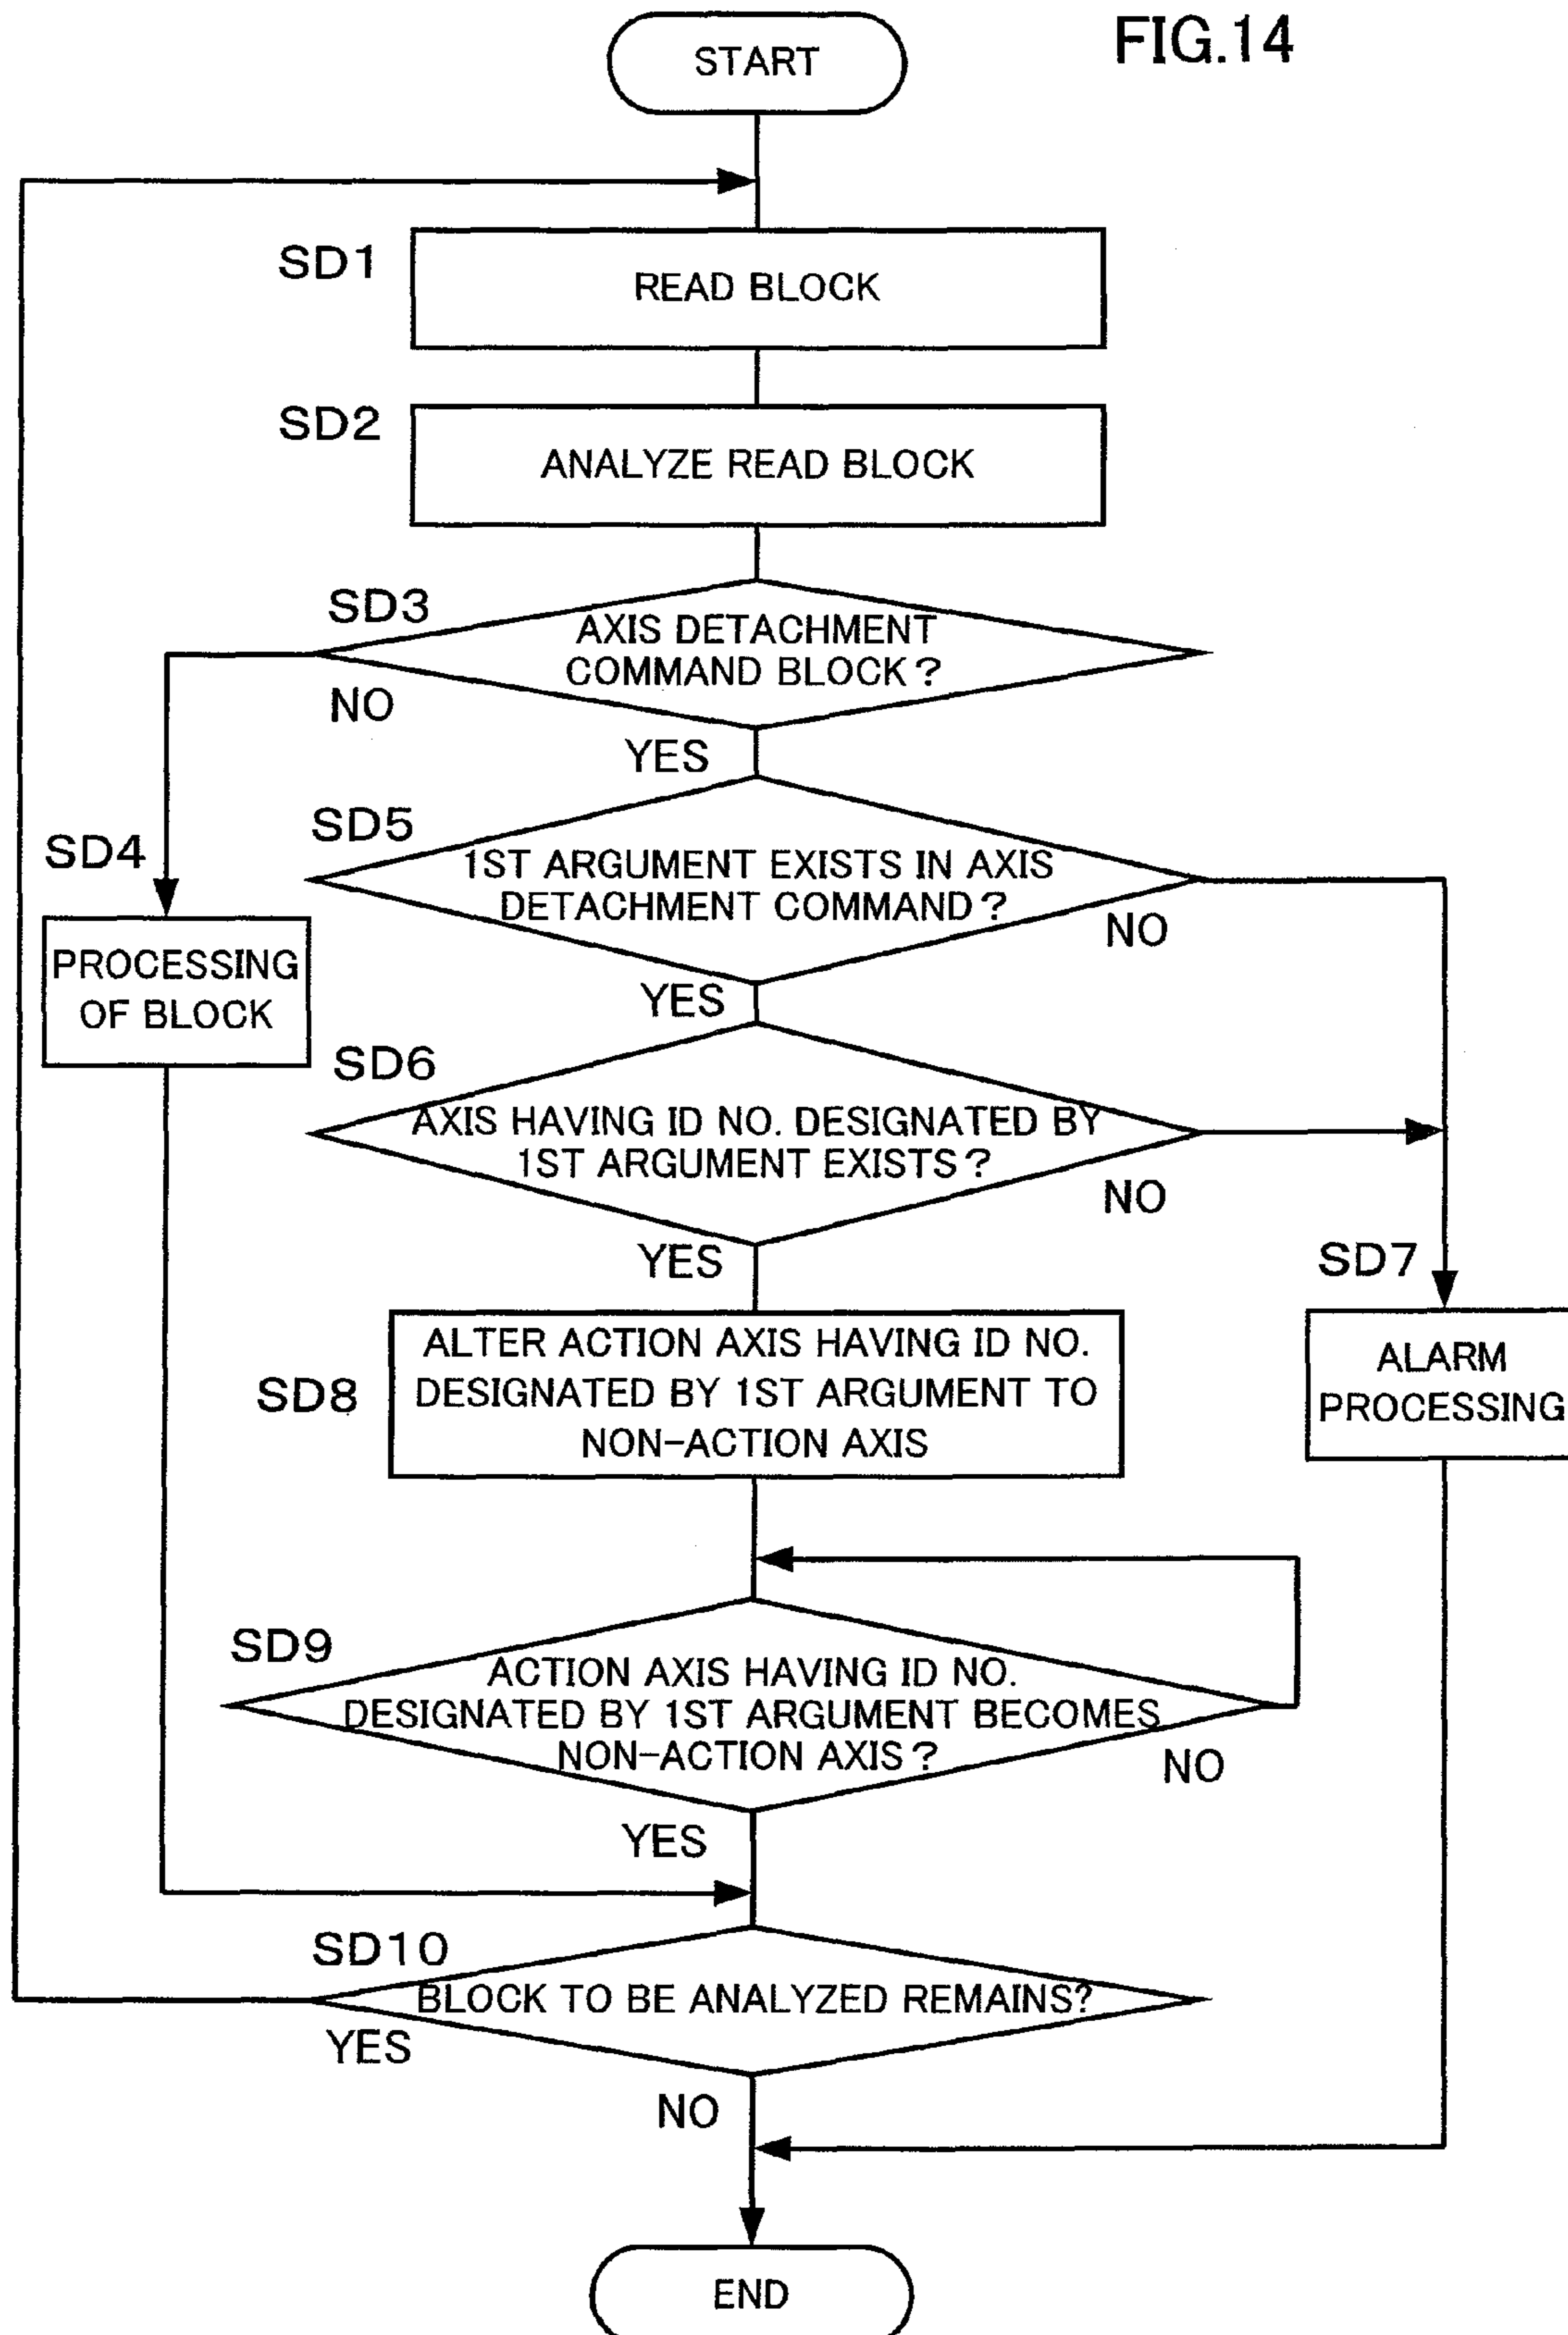 FIG.14
START
SD1
READ BLOCK
SD2
ANALYZE READ BLOCK
SD3
AXIS DETACHMENT
COMMAND BLOCK?
NO
YES
SD5
1ST ARGUMENT EXISTS IN AXIS
DETACHMENT COMMAND?
NO
YES
SD4
PROCESSING
OF BLOCK
SD6
AXIS HAVING ID NO. DESIGNATED BY
1ST ARGUMENT EXISTS?
NO
YES
SD7
ALARM
PROCESSING
SD8
ALTER ACTION AXIS HAVING ID NO.
DESIGNATED BY 1ST ARGUMENT TO
NON-ACTION AXIS
SD9
ACTION AXIS HAVING ID NO.
DESIGNATED BY 1ST ARGUMENT BECOMES
NON-ACTION AXIS?
NO
YES
SD10
BLOCK TO BE ANALYZED REMAINS?
YES
NO
END